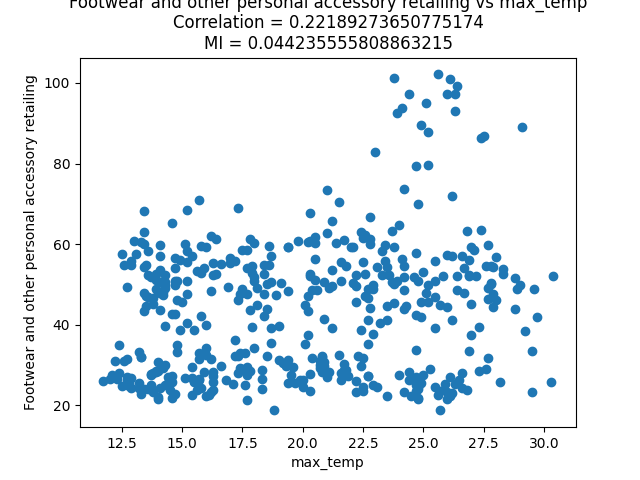 Footwear and other personal accessory retailing vs max_temp
Correlation = 0.22189273650775174
MI = 0.044235555808863215
Footwear and other personal accessory retailing
100
80
60
40
20
12.5 15.0 17.5 20.0 22.5 25.0 27.5 30.0
max_temp